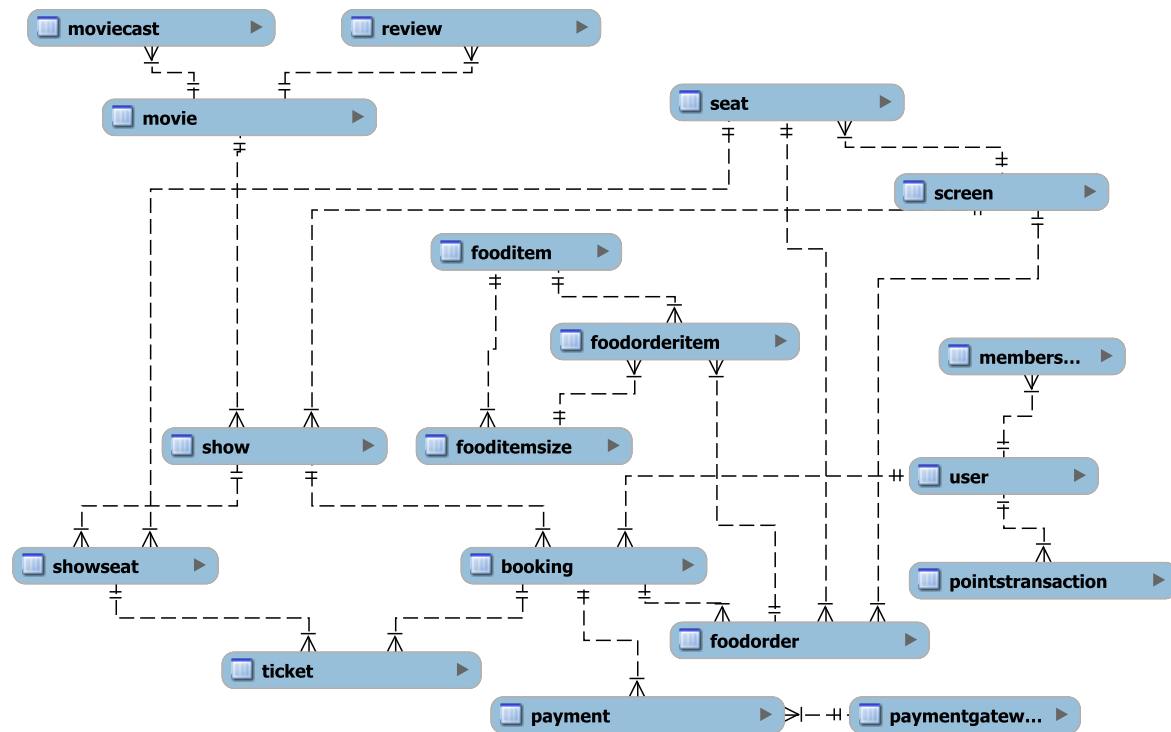 moviecast
review
movie
seat
screen
fooditem
foodorderitem
members...
show
fooditemsize
user
showseat
booking
pointstransaction
foodorder
ticket
payment
paymentgatew...